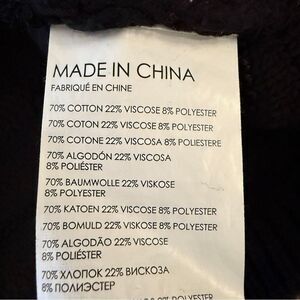 MADE IN CHINA
FABRIQUÉ EN CHINE
70% COTTON 22% VISCOSE 8% POLYESTER
70% COTON 22% VISCOSE 8% POLYESTER
70% COTONE 22% VISCOSA 8% POLIESTERE
70% ALGODÓN 22% VISCOSA
8% POLIÉSTER
70% BAUMWOLLE 22% VISKOSE
8% POLYESTER
70% KATOEN 22% VISCOSE 8% POLYESTER
70% BOMULD 22% VISKOSE 8% POLYESTER
70% ALGODÃO 22% VISCOSE
8% POLIÉSTER
70% ХЛОПОК 22% ВИСКОЗА
8% ПОЛИЭСТЕР